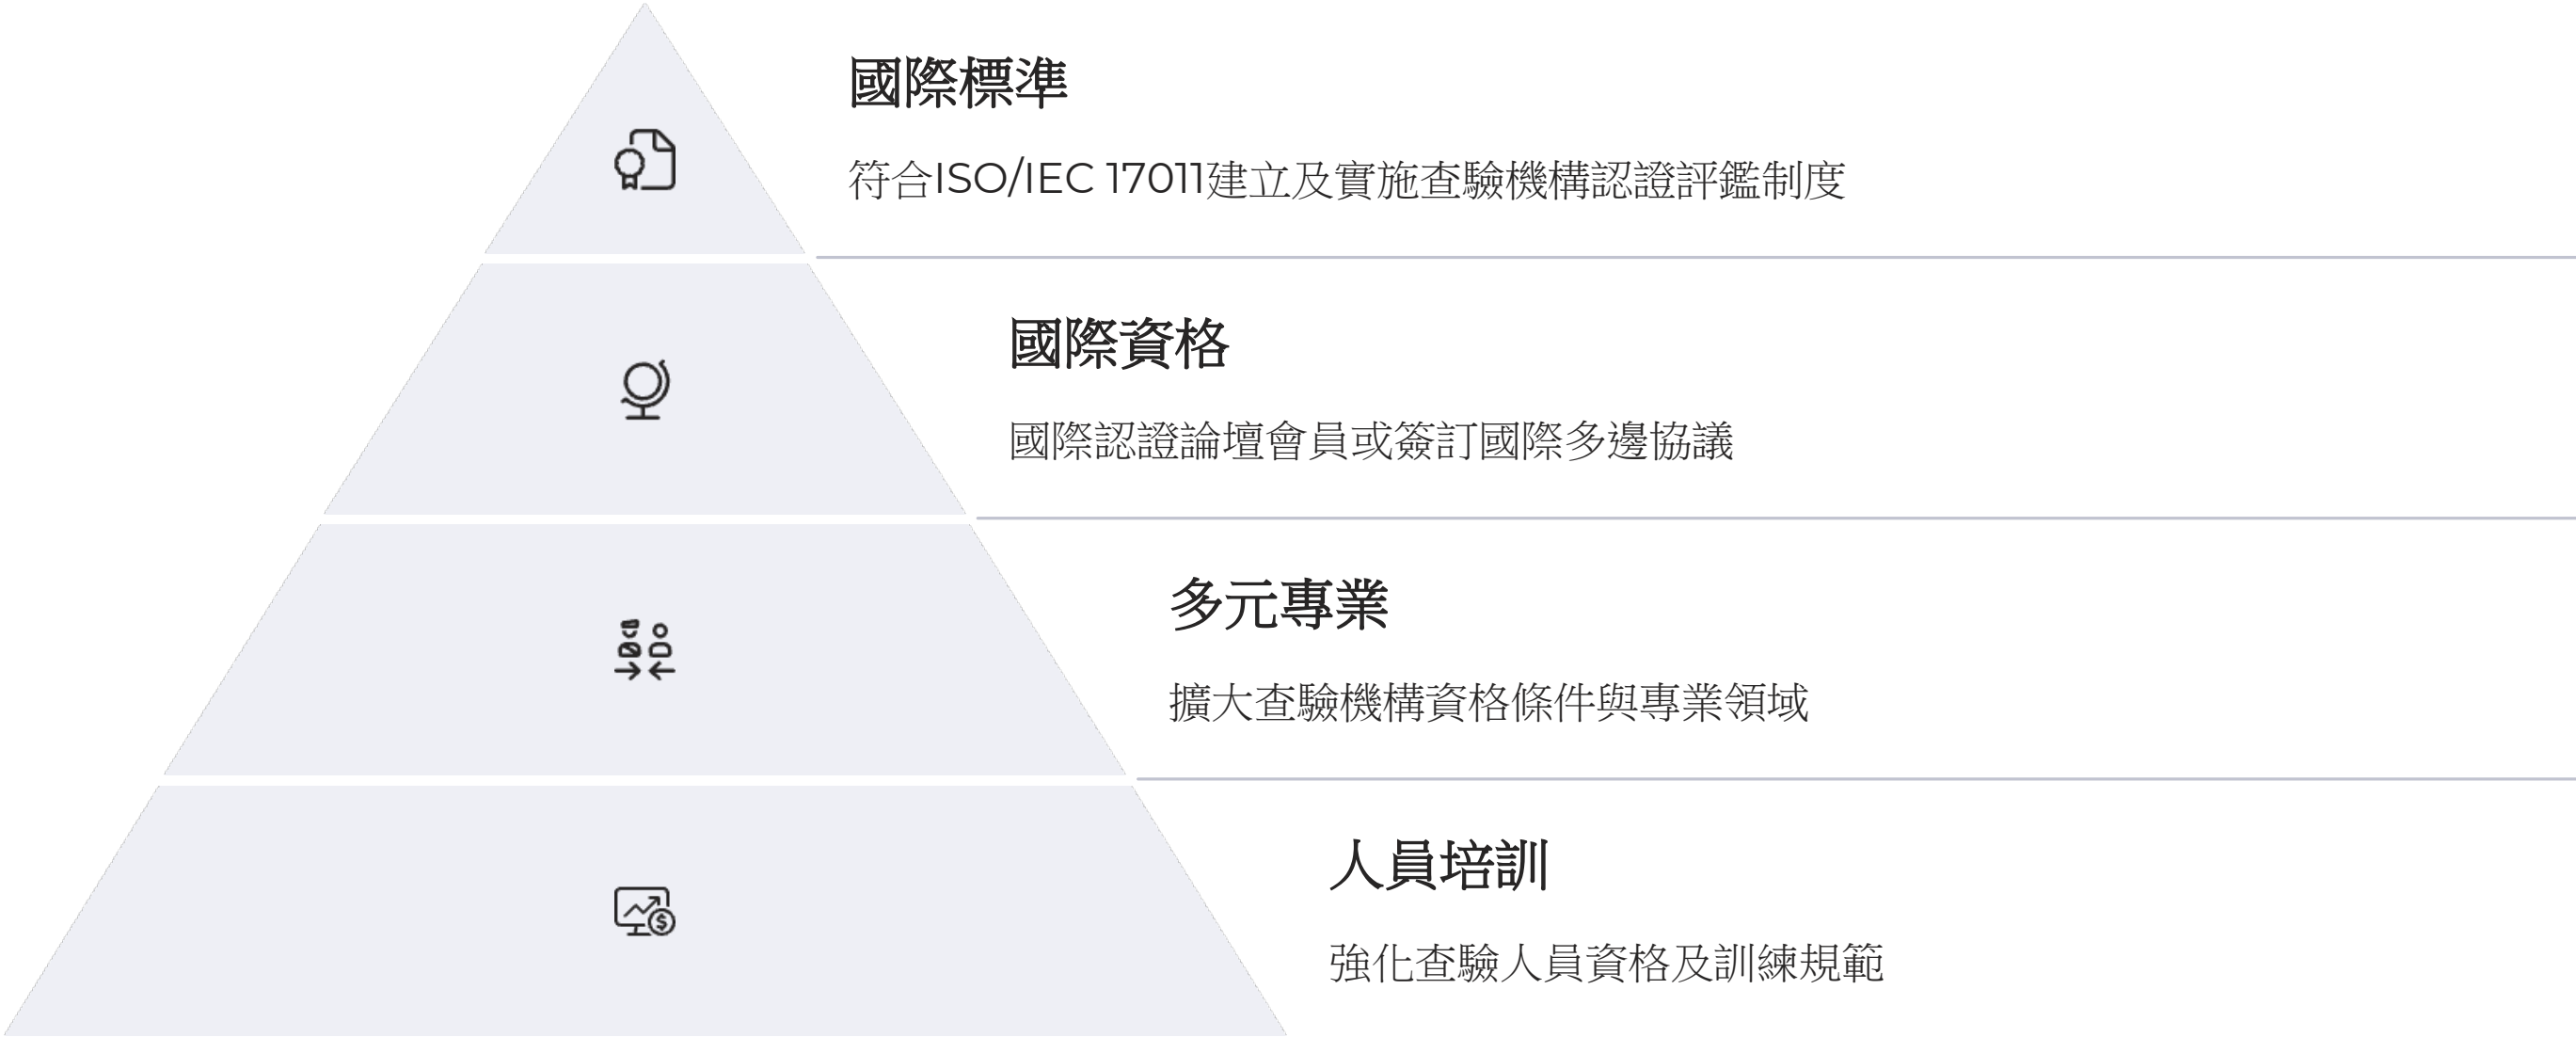 國際標準
符合ISO/IEC 17011建立及實施查驗機構認證評鑑制度
國際資格
國際認證論壇會員或簽訂國際多邊協議
多元專業
擴大查驗機構資格條件與專業領域
人員培訓
強化查驗人員資格及訓練規範